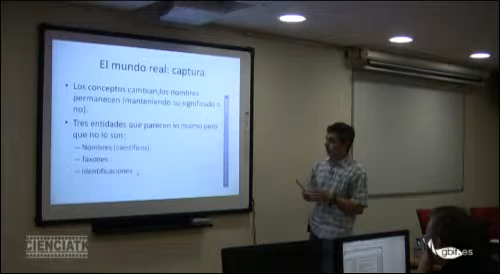 El mundo real: captura
• Los conceptos cambian,los nombres
permanecen (manteniendo su significado o
no).
• Tres entidades que parecen lo mismo pero
que no lo son:
– Nombres (científicos)
– Taxones
– Identificaciones
CIENCIATK
gbif.es